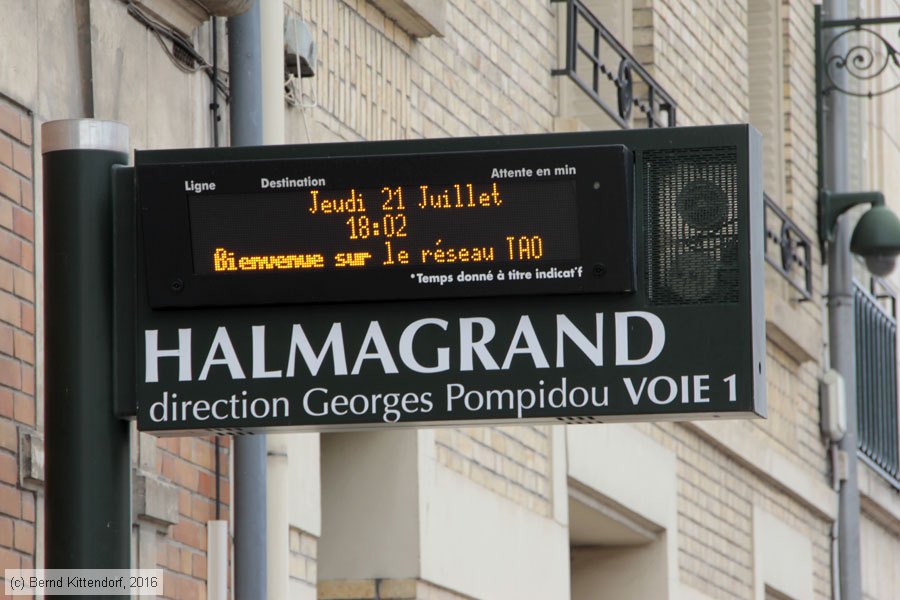 Ligne Destination Attente en min
Jeudi 21 Juillet
18:02
Bienvenue sur le réseau TAO
*Temps donné à titre indicat'f
HALMAGRAND
direction Georges Pompidou VOIE 1
(c) Bernd Kittendorf, 2016